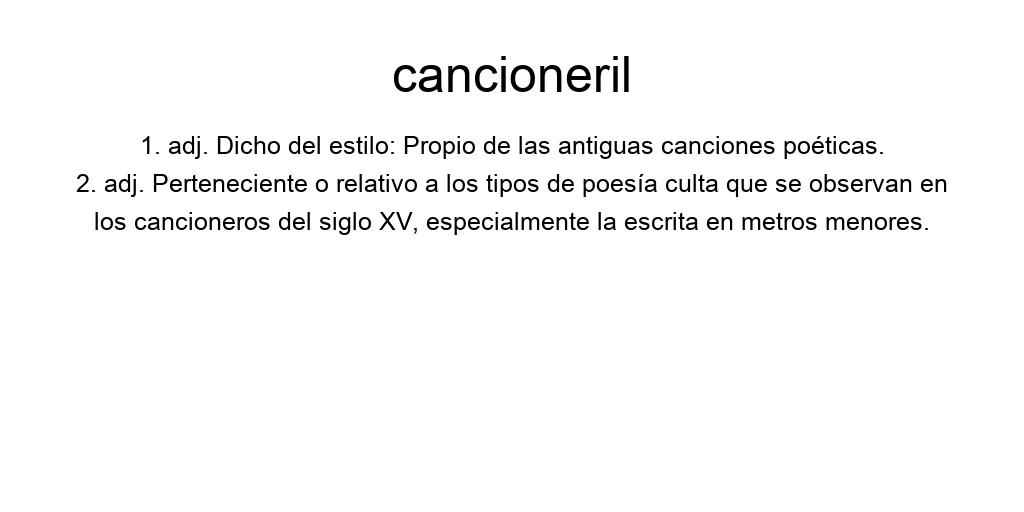 cancioneril
1. adj. Dicho del estilo: Propio de las antiguas canciones poéticas.
2. adj. Perteneciente o relativo a los tipos de poesía culta que se observan en
los cancioneros del siglo XV, especialmente la escrita en metros menores.